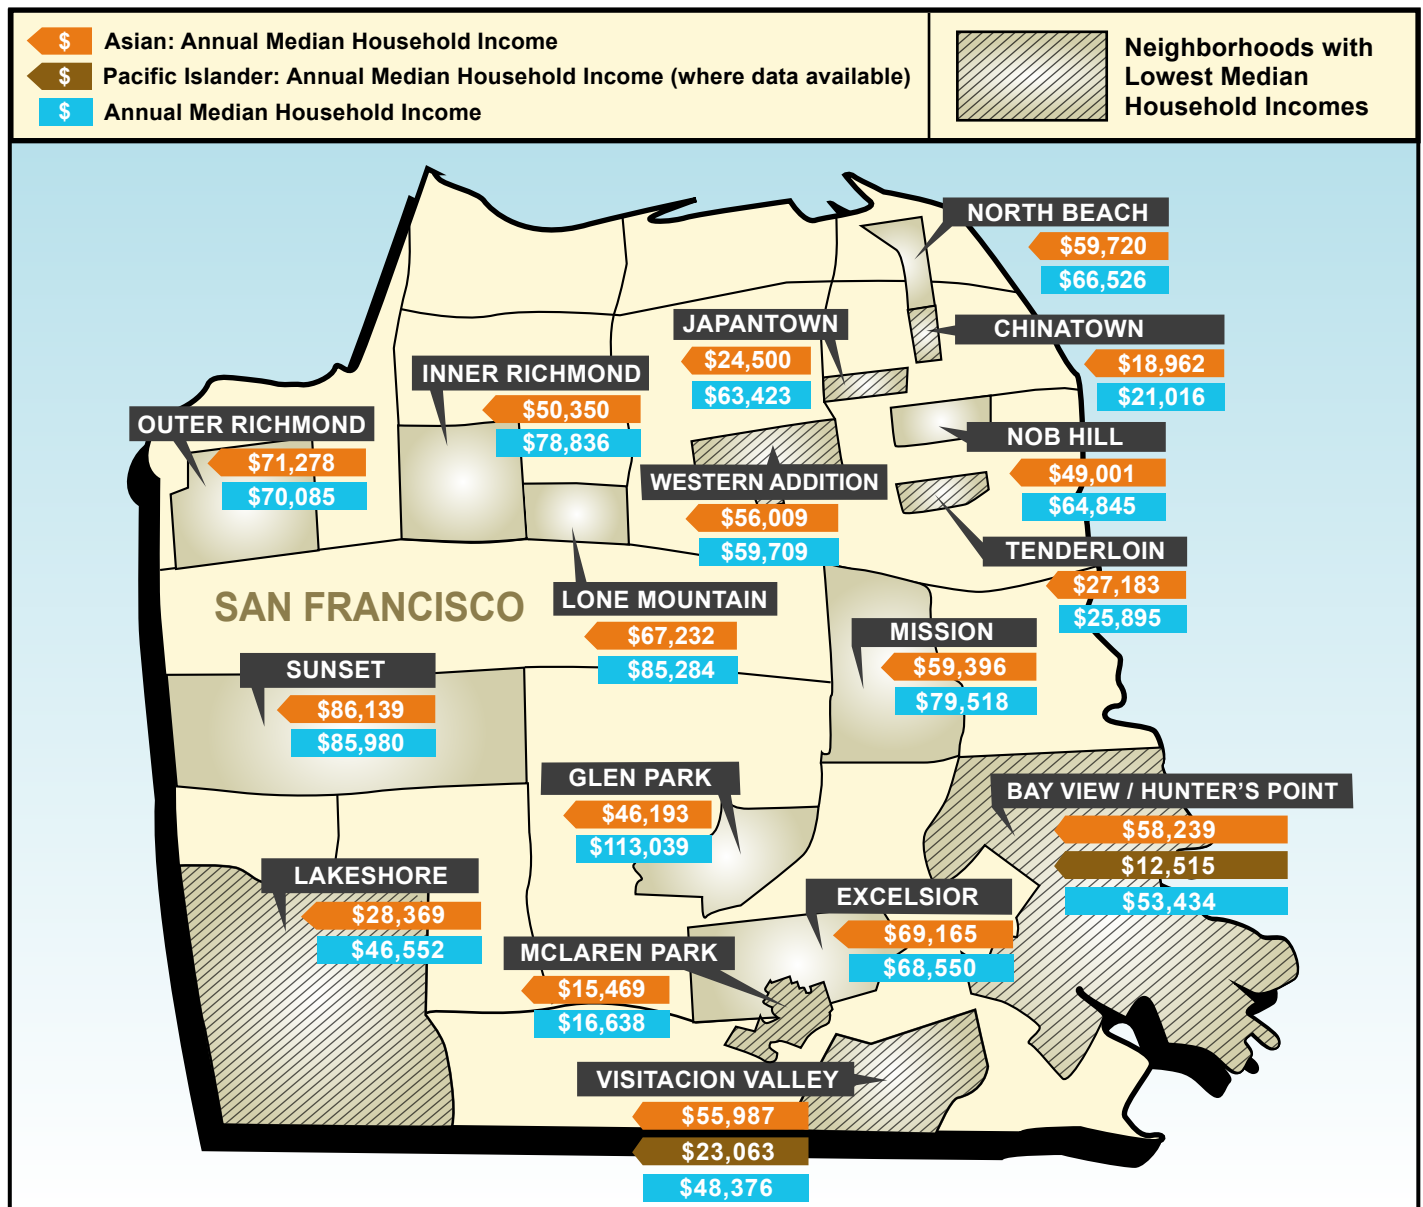 $ Asian: Annual Median Household Income
$ Pacific Islander: Annual Median Household Income (where data available)
$ Annual Median Household Income
Neighborhoods with
Lowest Median
Household Incomes
NORTH BEACH
$59,720
$66,526
JAPANTOWN
$24,500
$63,423
CHINATOWN
$18,962
$21,016
INNER RICHMOND
$50,350
$78,836
OUTER RICHMOND
$71,278
$70,085
NOB HILL
$49,001
$64,845
WESTERN ADDITION
$56,009
$59,709
TENDERLOIN
$27,183
$25,895
SAN FRANCISCO
LONE MOUNTAIN
$67,232
$85,284
MISSION
$59,396
$79,518
SUNSET
$86,139
$85,980
GLEN PARK
$46,193
$113,039
BAY VIEW / HUNTER'S POINT
$58,239
$12,515
$53,434
LAKESHORE
$28,369
$46,552
EXCELSIOR
$69,165
$68,550
MCLAREN PARK
$15,469
$16,638
VISITACION VALLEY
$55,987
$23,063
$48,376